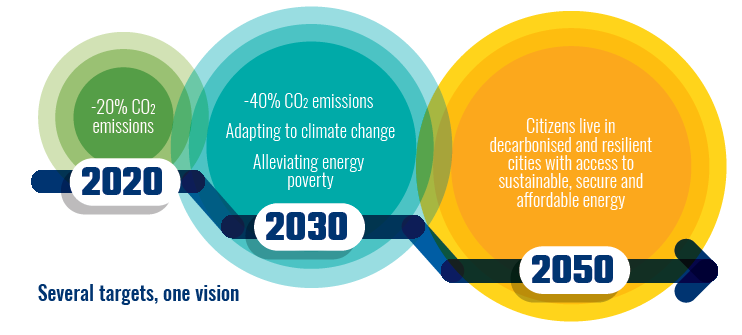 -20% CO2
emissions
2020
-40% CO2 emissions
Adapting to climate change
Alleviating energy
poverty
2030
Citizens live in
decarbonised and resilient
cities with access to
sustainable, secure and
affordable energy
2050
Several targets, one vision